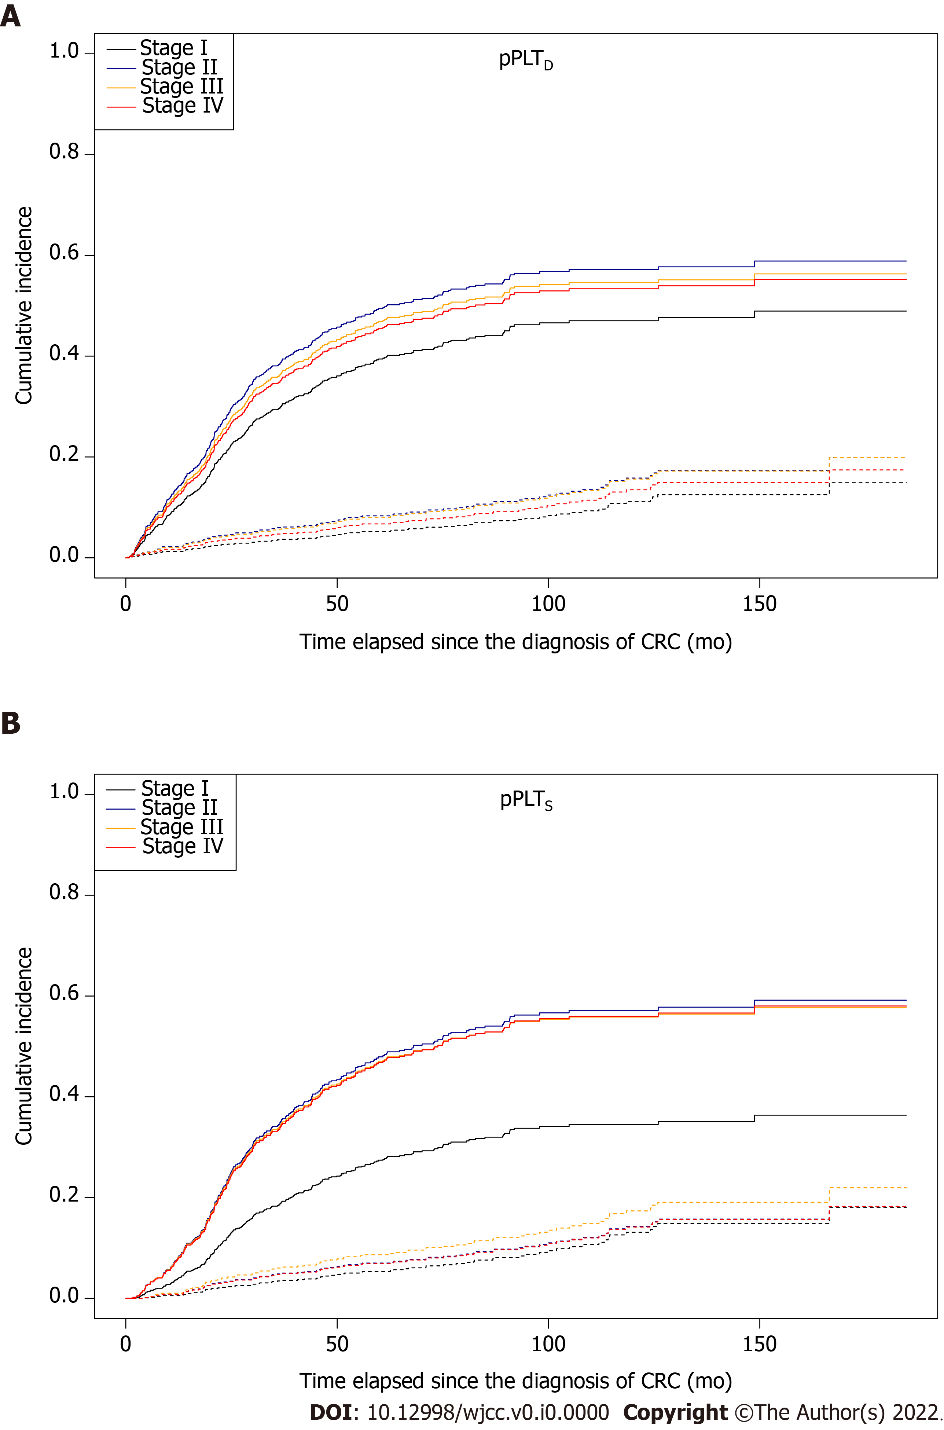 A
Stage I
Stage II
Stage III
Stage IV
pPLTD
1.0
0.8
0.6
0.4
0.2
0.0
Cumulative incidence
0 50 100 150
Time elapsed since the diagnosis of CRC (mo)
B
Stage I
Stage II
Stage III
Stage IV
pPLTS
1.0
0.8
0.6
0.4
0.2
0.0
Cumulative incidence
0 50 100 150
Time elapsed since the diagnosis of CRC (mo)
DOI: 10.12998/wjcc.v0.i0.0000 Copyright ©The Author(s) 2022.